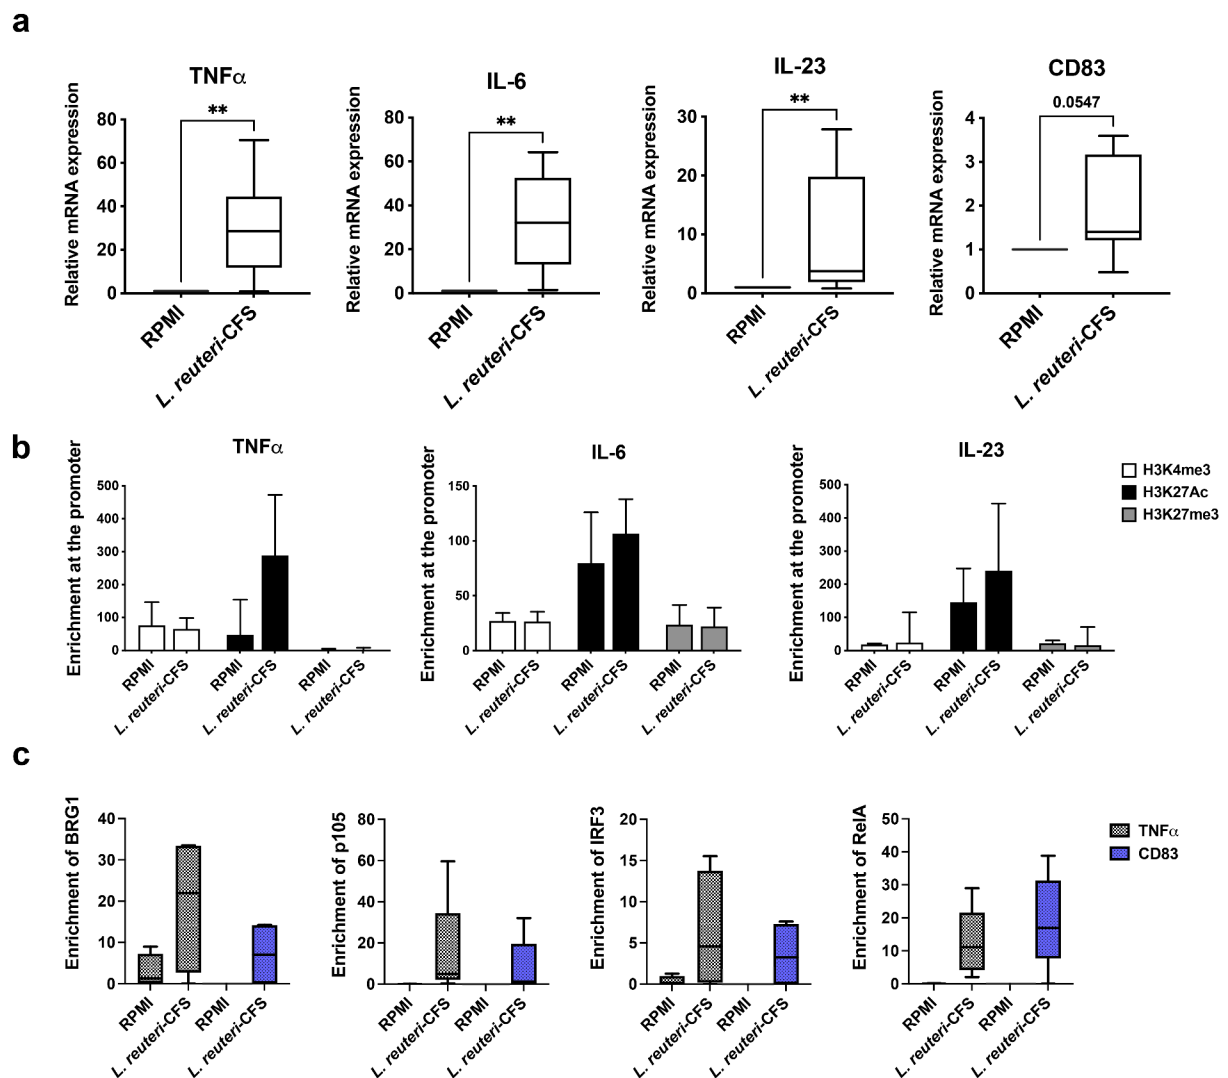 a
TNFα
IL-6
IL-23
CD83
Relative mRNA expression
80
60
40
20
0
**
RPMI
L. reuteri-CFS
Relative mRNA expression
80
60
40
20
0
**
RPMI
L. reuteri-CFS
Relative mRNA expression
30
20
10
0
**
RPMI
L. reuteri-CFS
Relative mRNA expression
4
3
2
1
0
0.0547
RPMI
L. reuteri-CFS
b
TNFα
Enrichment at the promoter
500
400
300
200
100
0
RPMI
L. reuteri-CFS
RPMI
L. reuteri-CFS
RPMI
L. reuteri-CFS
IL-6
Enrichment at the promoter
150
100
50
0
RPMI
L. reuteri-CFS
RPMI
L. reuteri-CFS
RPMI
L. reuteri-CFS
IL-23
Enrichment at the promoter
500
400
300
200
100
0
RPMI
L. reuteri-CFS
RPMI
L. reuteri-CFS
RPMI
L. reuteri-CFS
H3K4me3
H3K27Ac
H3K27me3
c
Enrichment of BRG1
40
30
20
10
0
RPMI
L. reuteri-CFS
RPMI
L. reuteri-CFS
Enrichment of p105
80
60
40
20
0
RPMI
L. reuteri-CFS
RPMI
L. reuteri-CFS
Enrichment of IRF3
20
15
10
5
0
RPMI
L. reuteri-CFS
RPMI
L. reuteri-CFS
Enrichment of RelA
50
40
30
20
10
0
RPMI
L. reuteri-CFS
RPMI
L. reuteri-CFS
TNFα
CD83